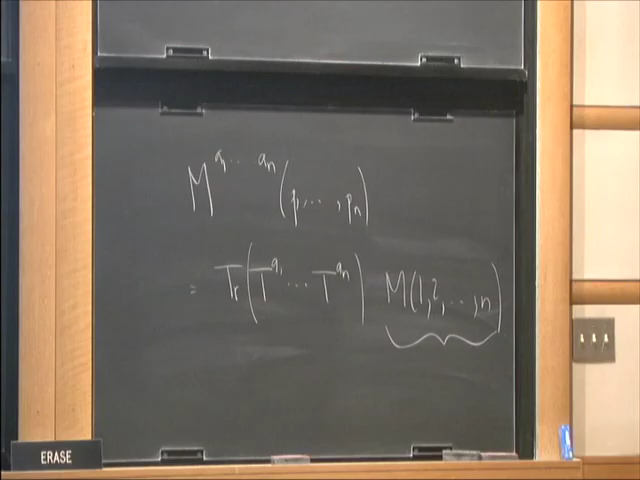 M^{a_1 ... a_n} (p_1, ..., p_n)
= Tr(T^{a_1} ... T^{a_n}) M(1, 2, ..., n)
ERASE